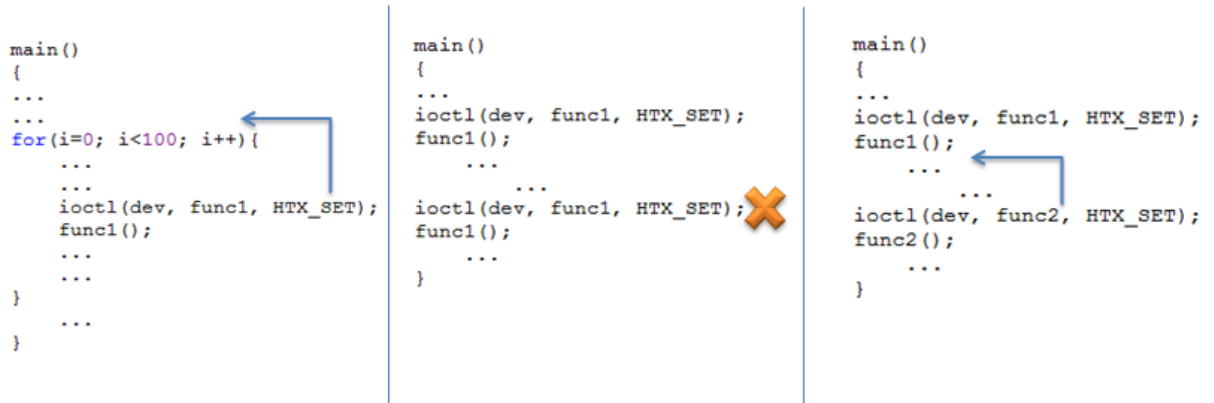 main()
{
...
...
for(i=0; i<100; i++){
...
...
ioctl(dev, func1, HTX_SET);
func1();
...
...
}
...
}
main()
{
...
ioctl(dev, func1, HTX_SET);
func1();
...
...
ioctl(dev, func1, HTX_SET);
func1();
...
}
main()
{
...
ioctl(dev, func1, HTX_SET);
func1();
...
...
ioctl(dev, func2, HTX_SET);
func2();
...
}